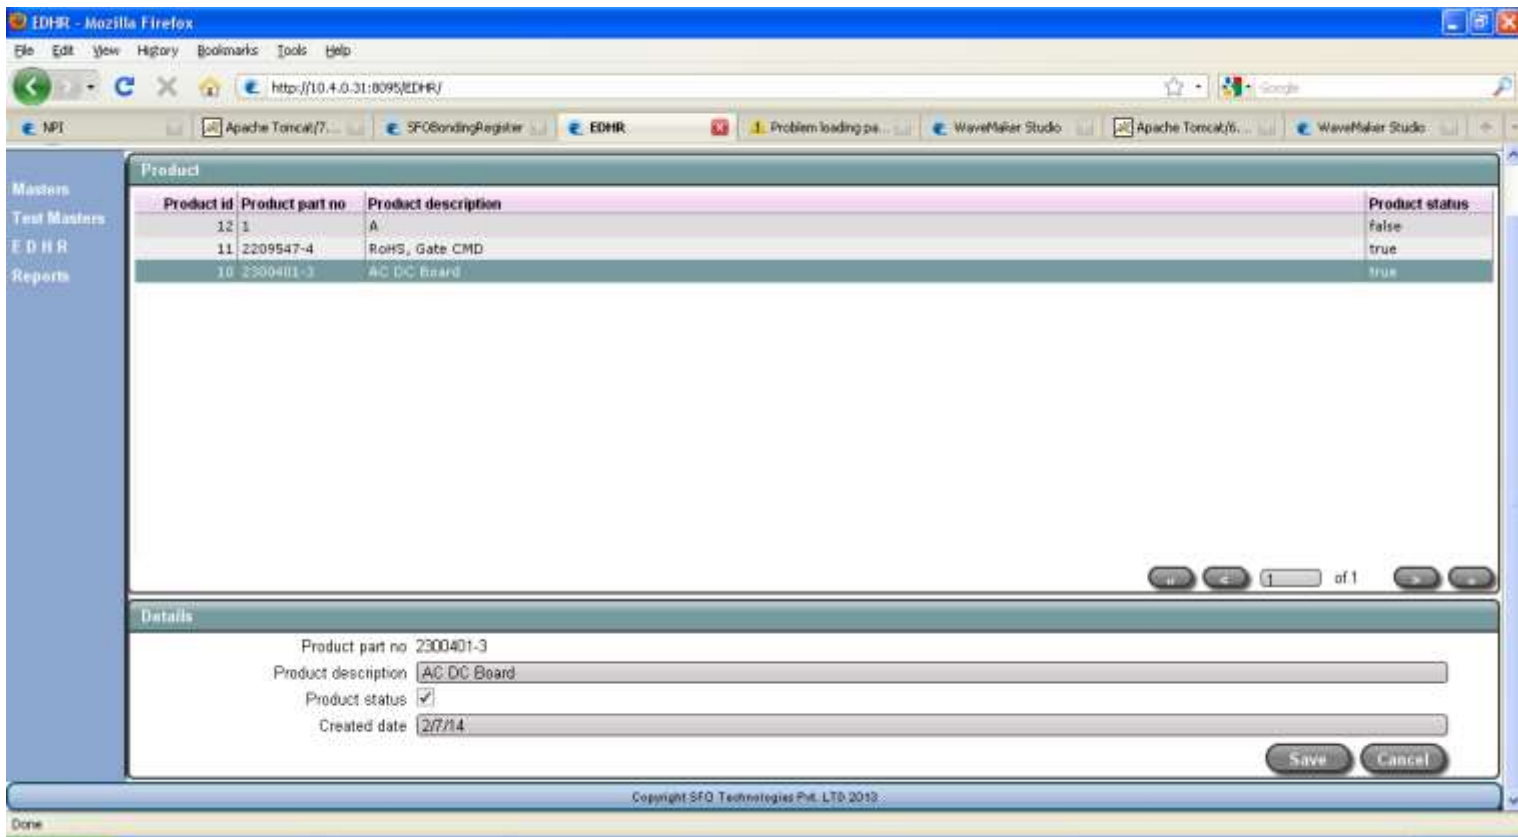 EDHR - Mozilla Firefox
File Edit View History Bookmarks Tools Help
http://10.4.0.31:8095/EDHR/ Google
NPI Apache Tomcat/7.... SFOBondingRegister EDHR Problem loading pa... WaveMaker Studio Apache Tomcat/6.... WaveMaker Studio
Masters
Test Masters
E D H R
Reports
Product
Product id Product part no Product description Product status
12 1 A false
11 2209547-4 RoHS, Gate CMD true
10 2300401-3 AC DC Board true
1 of 1
Details
Product part no 2300401-3
Product description AC DC Board
Product status
Created date 2/7/14
Save Cancel
Copyright SFO Technologies Pvt. LTD 2013
Done